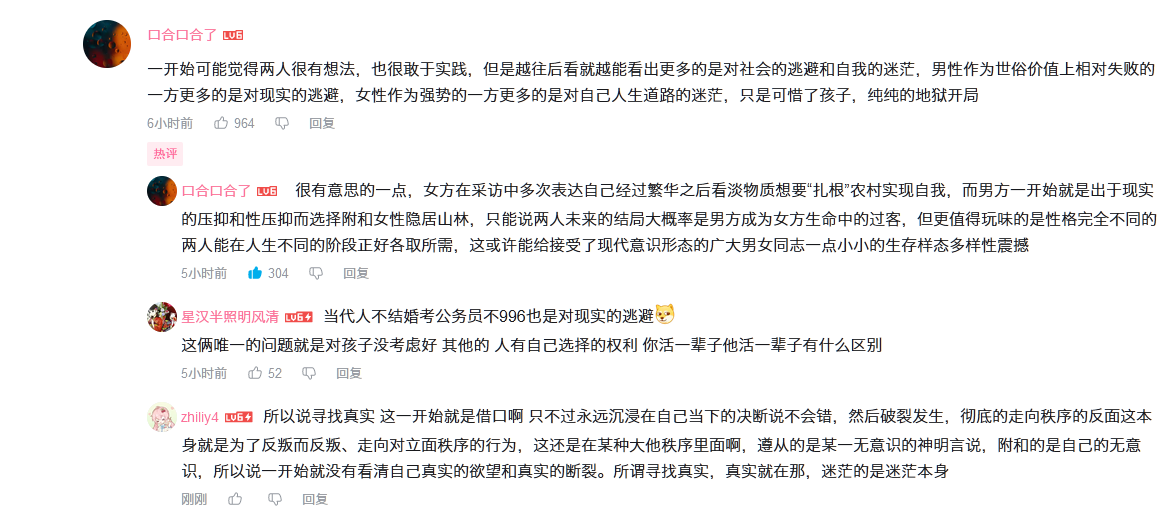 口合口合了 LV6
一开始可能觉得两人很有想法，也很敢于实践，但是越往后看就越能看出更多的是对社会的逃避和自我的迷茫，男性作为世俗价值上相对失败的
一方更多的是对现实的逃避，女性作为强势的一方更多的是对自己人生道路的迷茫，只是可惜了孩子，纯纯的地狱开局
6小时前 964 回复
热评
口合口合了 LV6 很有意思的一点，女方在采访中多次表达自己经过繁华之后看淡物质想要“扎根”农村实现自我，而男方一开始就是出于现实
的压抑和性压抑而选择附和女性隐居山林，只能说两人未来的结局大概率是男方成为女方生命中的过客，但更值得玩味的是性格完全不同的
两人能在人生不同的阶段正好各取所需，这或许能给接受了现代意识形态的广大男女同志一点小小的生存样态多样性震撼
5小时前 304 回复
星汉半照明风清 LV6 当代人不结婚考公务员不996也是对现实的逃避
这俩唯一的问题就是对孩子没考虑好 其他的 人有自己选择的权利 你活一辈子他活一辈子有什么区别
5小时前 52 回复
zhiliy4 LV6 所以说寻找真实 这一开始就是借口啊 只不过永远沉浸在自己当下的决断说不会错，然后破裂发生，彻底的走向秩序的反面这本
身就是为了反叛而反叛、走向对立面秩序的行为，这还是在某种大他秩序里面啊，遵从的是某一无意识的神明言说，附和的是自己的无意
识，所以说一开始就没有看清自己真实的欲望和真实的断裂。所谓寻找真实，真实就在那，迷茫的是迷茫本身
刚刚 回复